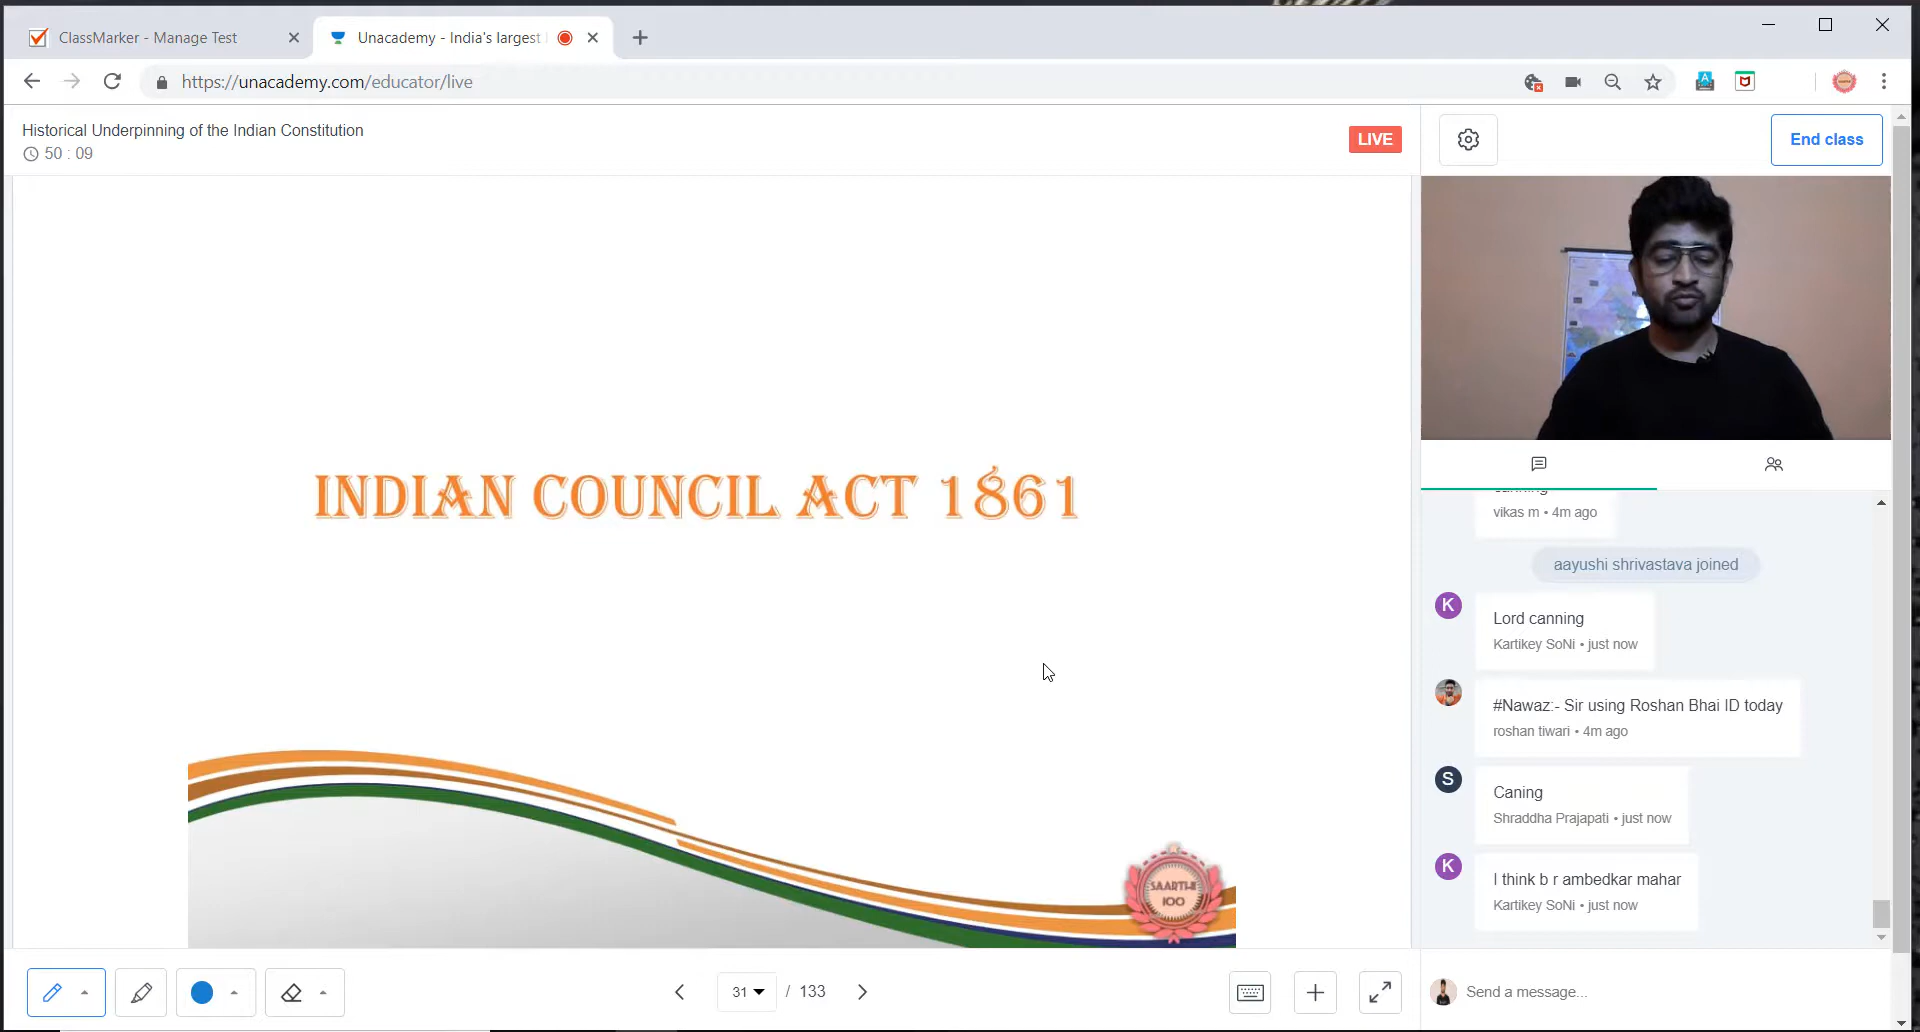 ClassMarker - Manage Test
Unacademy - India's largest
https://unacademy.com/educator/live
Historical Underpinning of the Indian Constitution
50 : 09
LIVE
End class
INDIAN COUNCIL ACT 1861
SAARTHI
100
vikas m • 4m ago
aayushi shrivastava joined
K
Lord canning
Kartikey SoNi • just now
#Nawaz:- Sir using Roshan Bhai ID today
roshan tiwari • 4m ago
S
Caning
Shraddha Prajapati • just now
K
I think b r ambedkar mahar
Kartikey SoNi • just now
31 / 133
Send a message...